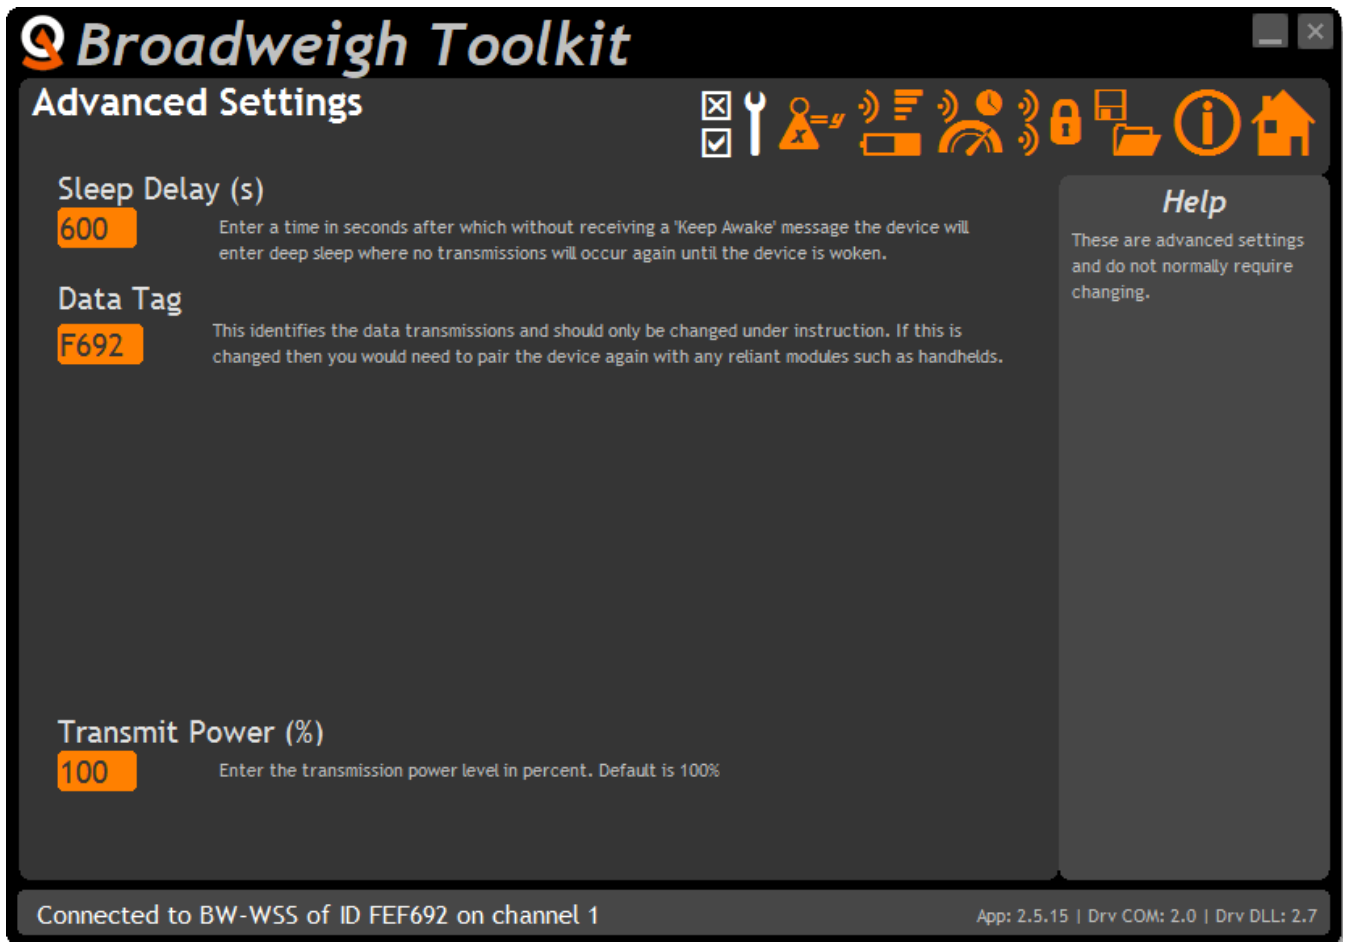 Broadweigh Toolkit
Advanced Settings
x=y
Sleep Delay (s)
600
Enter a time in seconds after which without receiving a 'Keep Awake' message the device will
enter deep sleep where no transmissions will occur again until the device is woken.
Data Tag
F692
This identifies the data transmissions and should only be changed under instruction. If this is
changed then you would need to pair the device again with any reliant modules such as handhelds.
Transmit Power (%)
100
Enter the transmission power level in percent. Default is 100%
Help
These are advanced settings
and do not normally require
changing.
Connected to BW-WSS of ID FEF692 on channel 1
App: 2.5.15 | Drv COM: 2.0 | Drv DLL: 2.7